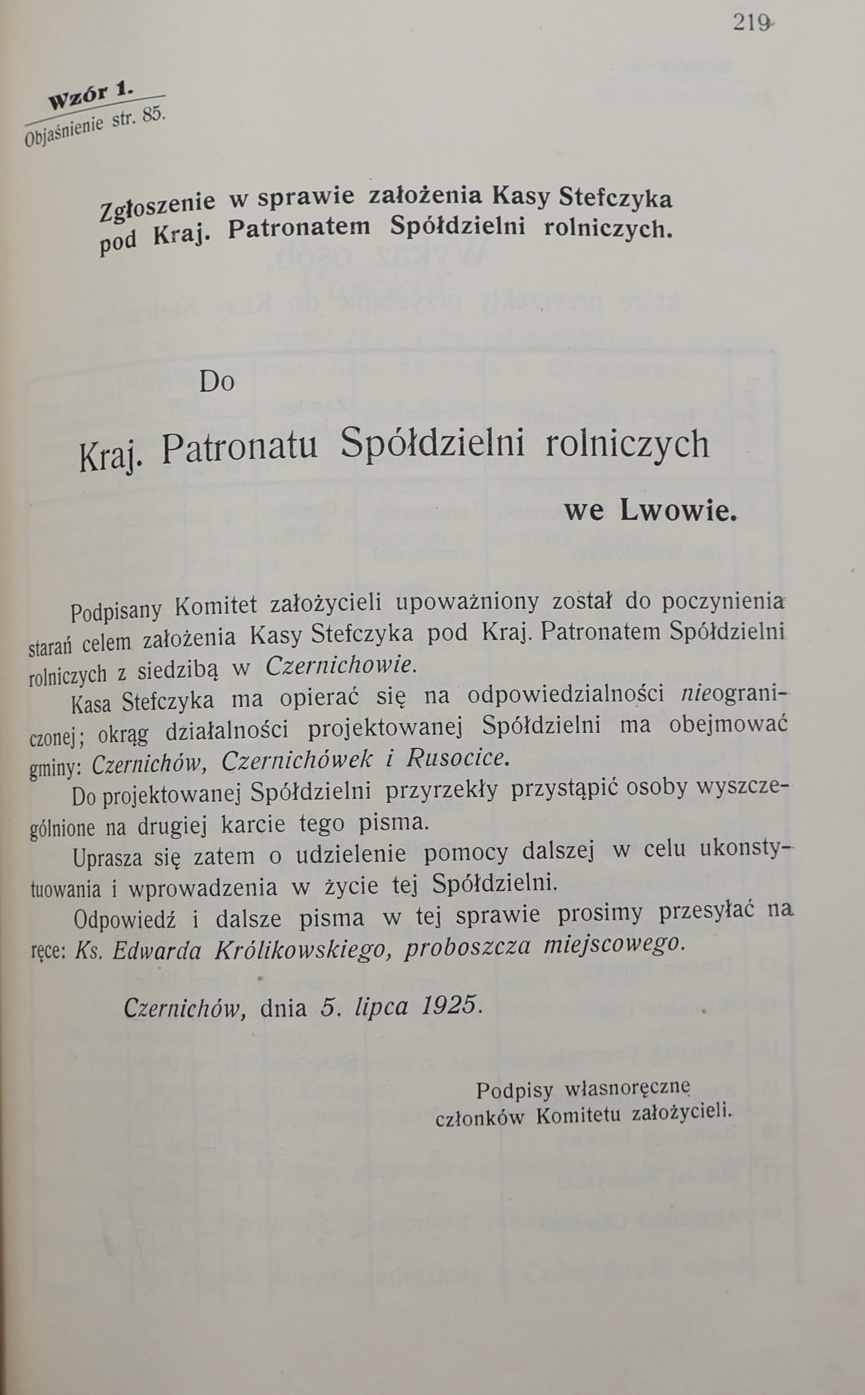 219
Wzór 1.
Objaśnienie str. 85.
Zgłoszenie w sprawie założenia Kasy Stefczyka
pod Kraj. Patronatem Spółdzielni rolniczych.
Do
Kraj. Patronatu Spółdzielni rolniczych
we Lwowie.
Podpisany Komitet założycieli upoważniony został do poczynienia
starań celem założenia Kasy Stefczyka pod Kraj. Patronatem Spółdzielni
rolniczych z siedzibą w Czernichowie.
Kasa Stefczyka ma opierać się na odpowiedzialności nieograni-
czonej; okrąg działalności projektowanej Spółdzielni ma obejmować
gminy: Czernichów, Czernichówek i Rusocice.
Do projektowanej Spółdzielni przyrzekły przystąpić osoby wyszcze-
gólnione na drugiej karcie tego pisma.
Uprasza się zatem o udzielenie pomocy dalszej w celu ukonsty-
tuowania i wprowadzenia w życie tej Spółdzielni.
Odpowiedź i dalsze pisma w tej sprawie prosimy przesyłać na
ręce: Ks. Edwarda Królikowskiego, proboszcza miejscowego.
Czernichów, dnia 5. lipca 1925.
Podpisy własnoręczne
członków Komitetu założycieli.